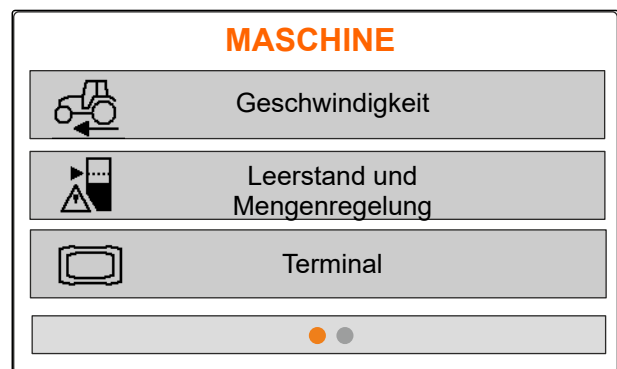 MASCHINE
Geschwindigkeit
Leerstand und
Mengenregelung
Terminal